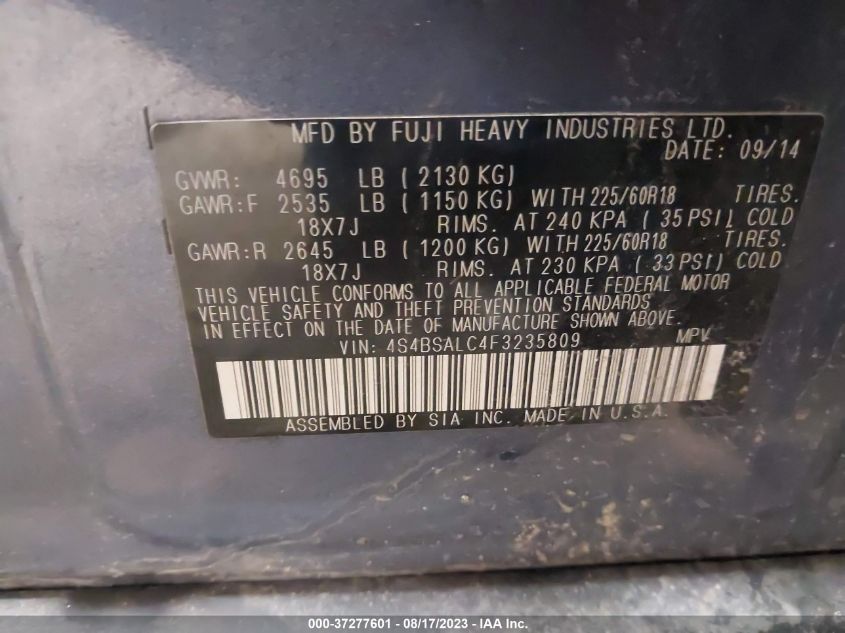 MFD BY FUJI HEAVY INDUSTRIES LTD.
DATE: 09/14
GVWR: 4695 LB ( 2130 KG)
GAWR:F 2535 LB ( 1150 KG) WITH 225/60R18 TIRES.
18X7J RIMS. AT 240 KPA ( 35 PSI) COLD
GAWR:R 2645 LB ( 1200 KG) WITH 225/60R18 TIRES.
18X7J RIMS. AT 230 KPA ( 33 PSI) COLD
THIS VEHICLE CONFORMS TO ALL APPLICABLE FEDERAL MOTOR
VEHICLE SAFETY AND THEFT PREVENTION STANDARDS
IN EFFECT ON THE DATE OF MANUFACTURE SHOWN ABOVE.
VIN: 4S4BSALC4F3235809 MPV
ASSEMBLED BY SIA INC. MADE IN U.S.A.
000-37277601 - 08/17/2023 - IAA Inc.